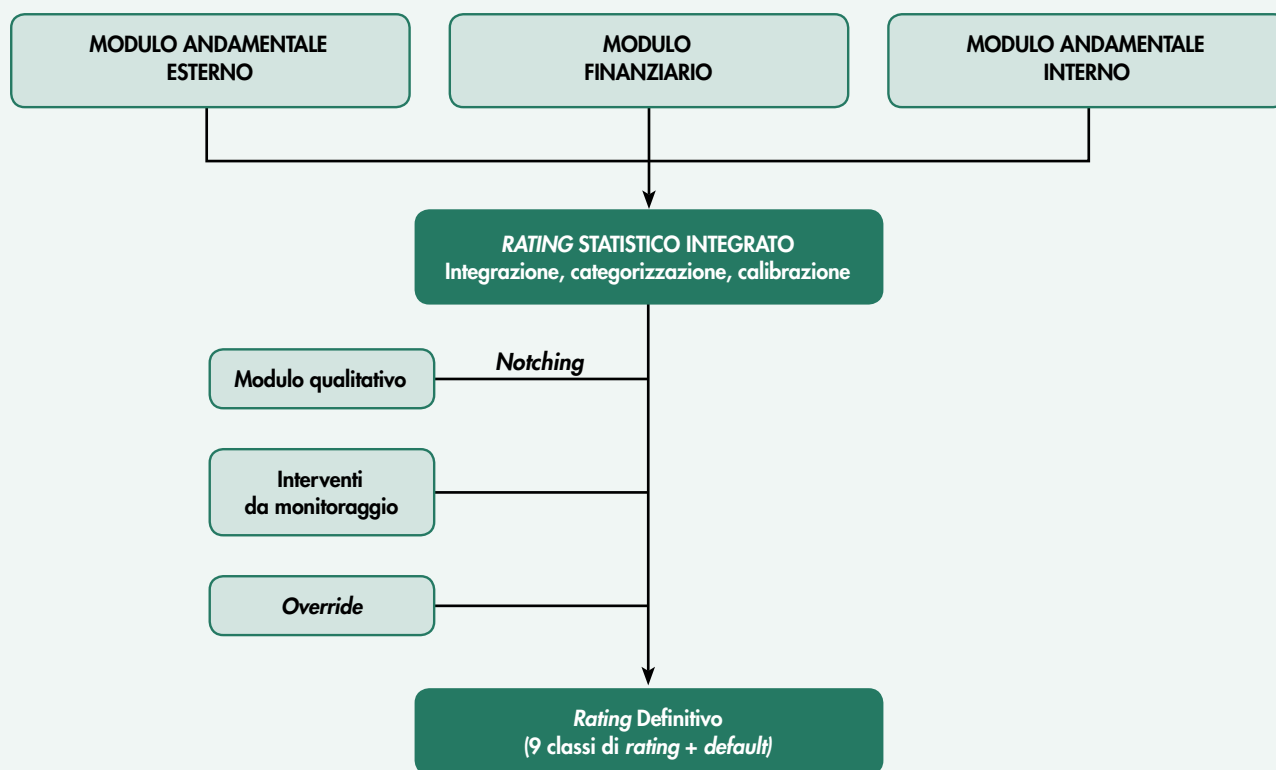 MODULO ANDAMENTALE
ESTERNO
MODULO
FINANZIARIO
MODULO ANDAMENTALE
INTERNO
RATING STATISTICO INTEGRATO
Integrazione, categorizzazione, calibrazione
Notching
Modulo qualitativo
Interventi
da monitoraggio
Override
Rating Definitivo
(9 classi di rating + default)